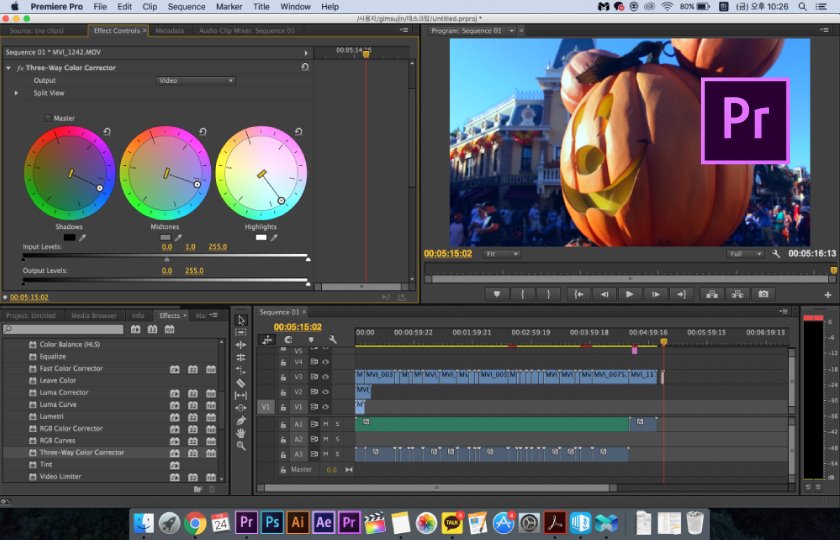 Premiere Pro File Edit Clip Sequence Marker Title Window Help
80% 금 오후 10:26
/사용자/gimsujin/데스크탑/Untitled.prproj *
Source: (no clips) Effect Controls Metadata Audio Clip Mixer: Sequence 01
Program: Sequence 01
Sequence 01 * MVI_1242.MOV
00:05:14:16
fx Three-Way Color Corrector
Output Video
Split View
Master
Shadows Midtones Highlights
Input Levels: 0.0 1.0 255.0
Output Levels: 0.0 255.0
00:05:15:02
Pr
00:05:15:02 Fit Full 00:05:16:13
Project: Untitled Media Browser Info Effects
Color Balance (HLS)
Equalize
Fast Color Corrector
Leave Color
Luma Corrector
Luma Curve
Lumetri
RGB Color Corrector
RGB Curves
Three-Way Color Corrector
Tint
Video Limiter
Sequence 01
00:05:15:02
00:00 00:00:59:22 00:01:59:21 00:02:59:19 00:03:59:18 00:04:59:16 00:05:59:15 00:06:59:13
V5
V4
V3
V2
V1 V1
A1 M S
A2 M S
A3 M S
Master 0.0
0
-6
-12
-18
-24
-30
-36
-42
-48
-54
dB
S S
24
Pr Ps Ai Ae Pr
TALK